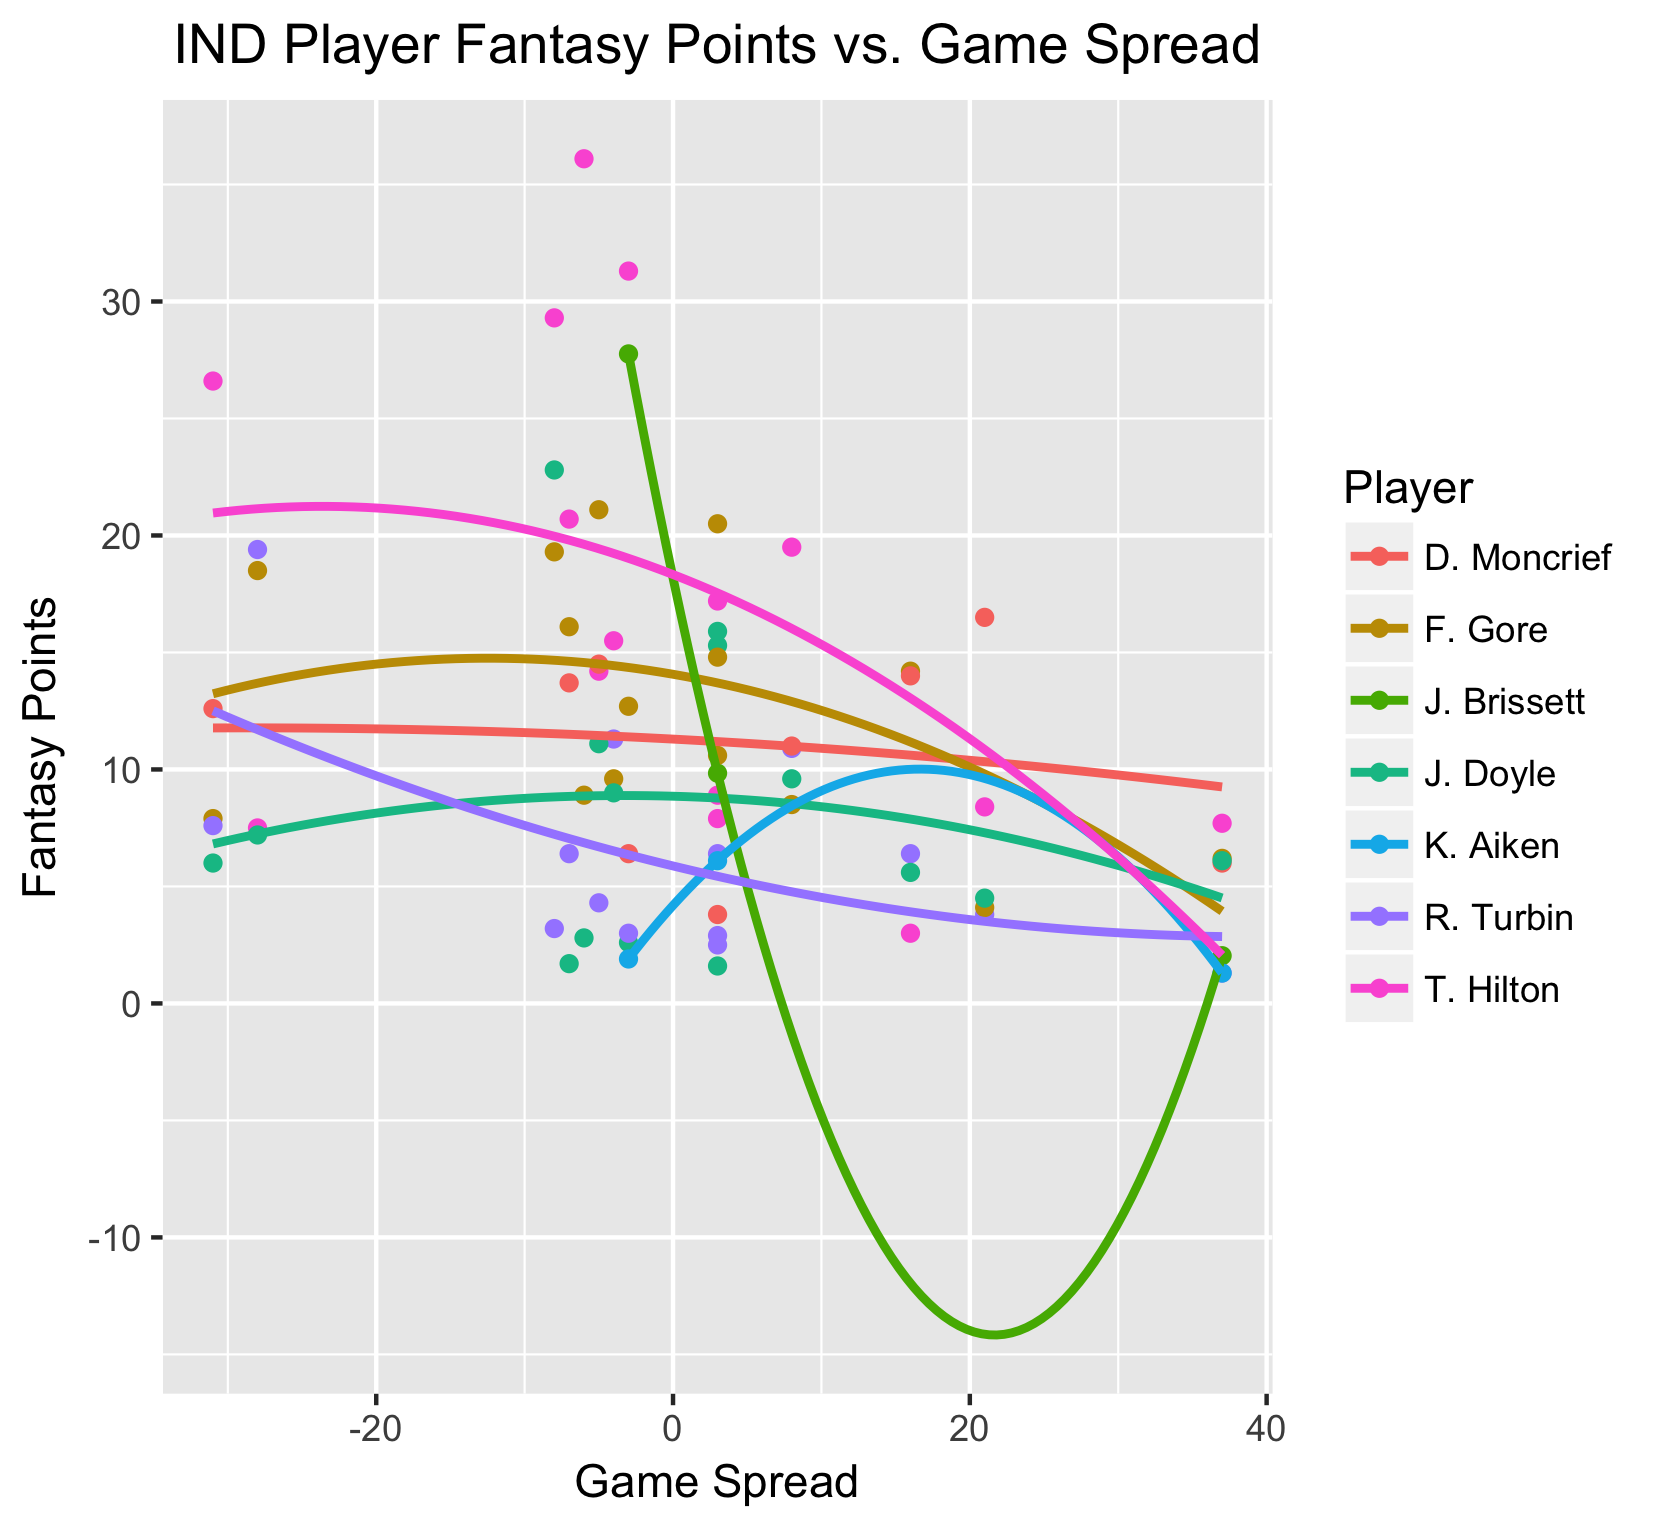 IND Player Fantasy Points vs. Game Spread
Fantasy Points
30
20
10
0
-10
-20
0
20
40
Game Spread
Player
D. Moncrief
F. Gore
J. Brissett
J. Doyle
K. Aiken
R. Turbin
T. Hilton